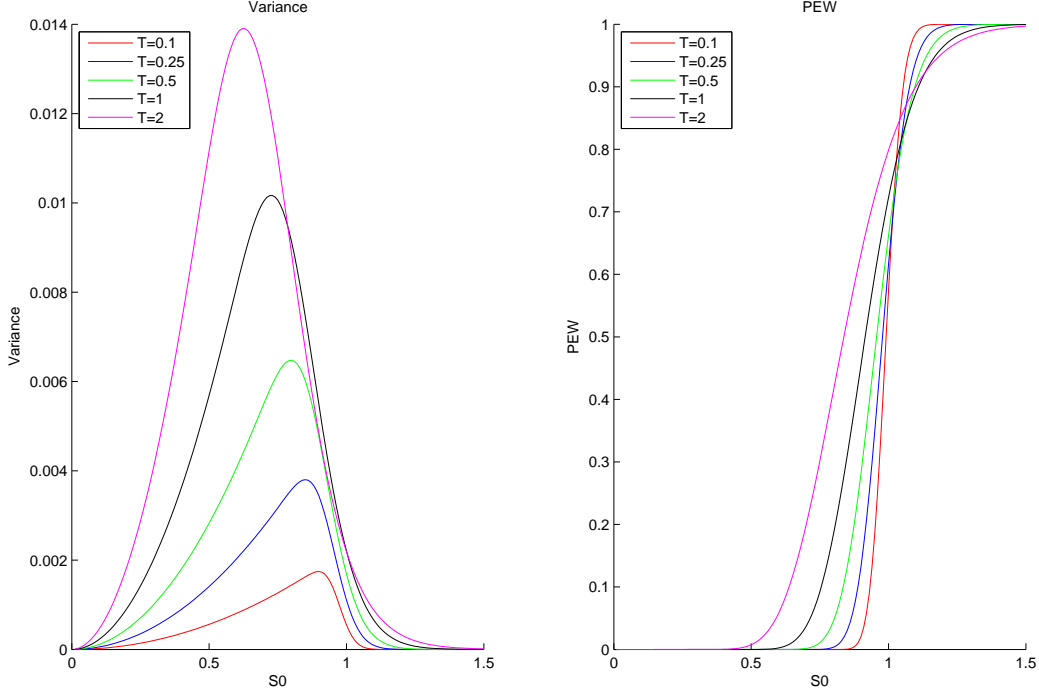 Variance
T=0.1
T=0.25
T=0.5
T=1
T=2
0.014
0.012
0.01
0.008
0.006
0.004
0.002
0
Variance
0 0.5 1 1.5
S0
PEW
T=0.1
T=0.25
T=0.5
T=1
T=2
1
0.9
0.8
0.7
0.6
0.5
0.4
0.3
0.2
0.1
0
PEW
0 0.5 1 1.5
S0